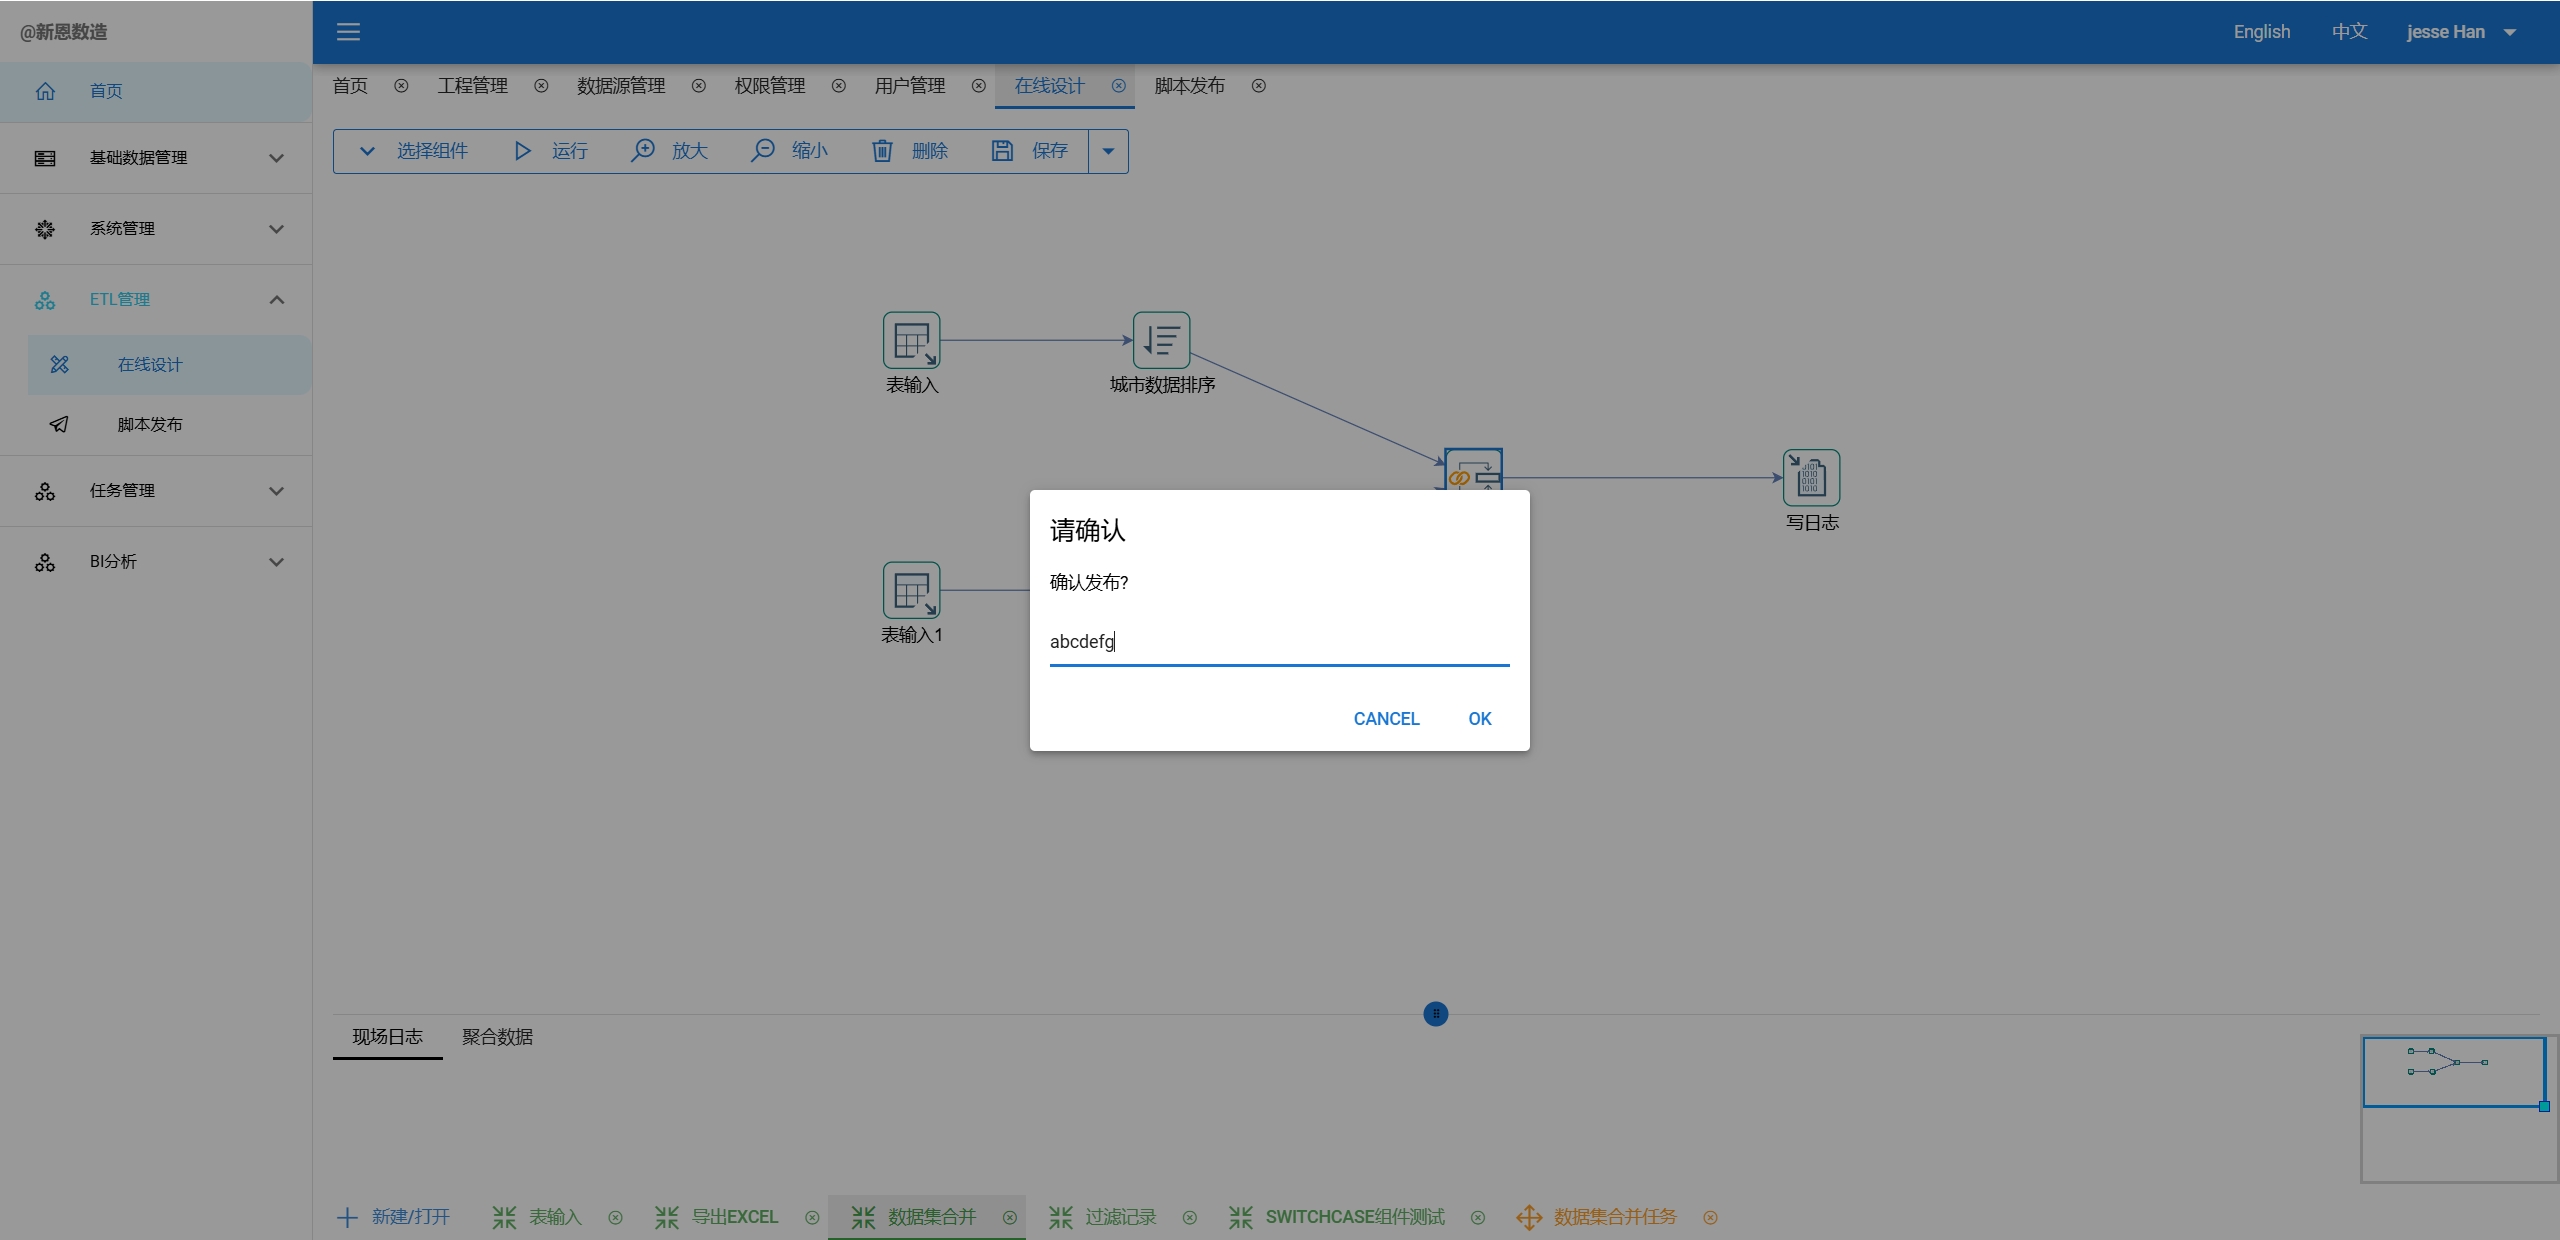 @新恩数造
English 中文 jesse Han
首页
基础数据管理
系统管理
ETL管理
在线设计
脚本发布
任务管理
BI分析
首页 工程管理 数据源管理 权限管理 用户管理 在线设计 脚本发布
选择组件 运行 放大 缩小 删除 保存
表输入
城市数据排序
写日志
表输入1
请确认
确认发布?
abcdefg
CANCEL OK
现场日志 聚合数据
新建/打开 表输入 导出EXCEL 数据集合并 过滤记录 SWITCHCASE组件测试 数据集合并任务